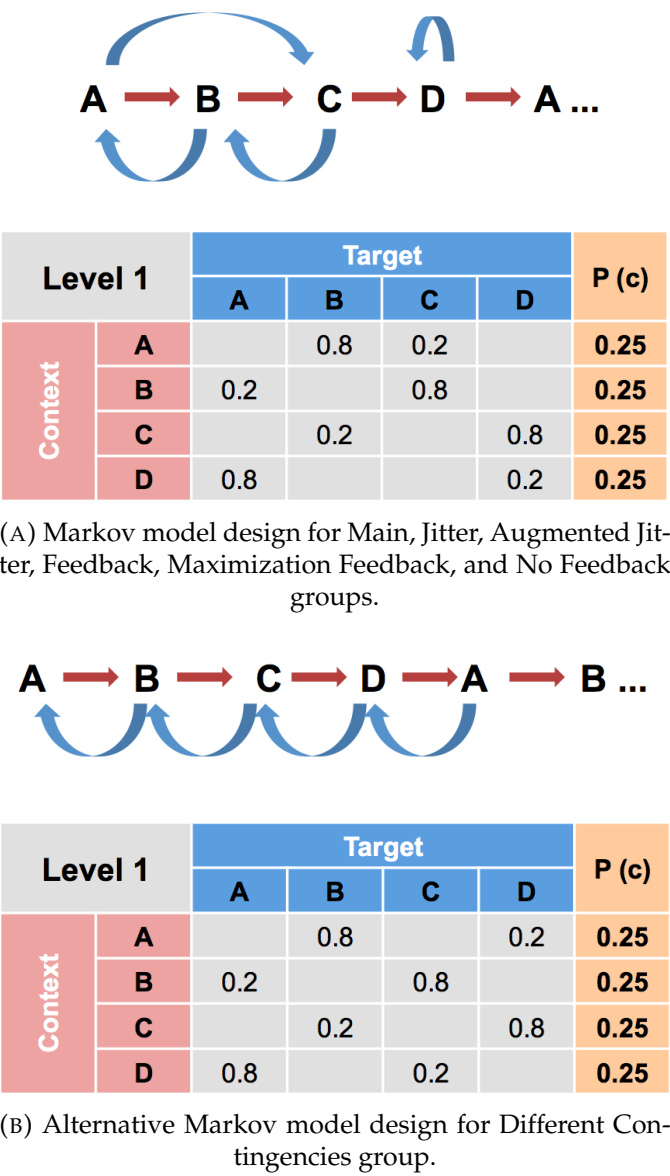 A B C D A ...
Level 1 Target P (c)
A B C D
Context
A 0.8 0.2 0.25
B 0.2 0.8 0.25
C 0.2 0.8 0.25
D 0.8 0.2 0.25
(A) Markov model design for Main, Jitter, Augmented Jit-
ter, Feedback, Maximization Feedback, and No Feedback
groups.
A B C D A B ...
Level 1 Target P (c)
A B C D
Context
A 0.8 0.2 0.25
B 0.2 0.8 0.25
C 0.2 0.8 0.25
D 0.8 0.2 0.25
(B) Alternative Markov model design for Different Con-
tingencies group.